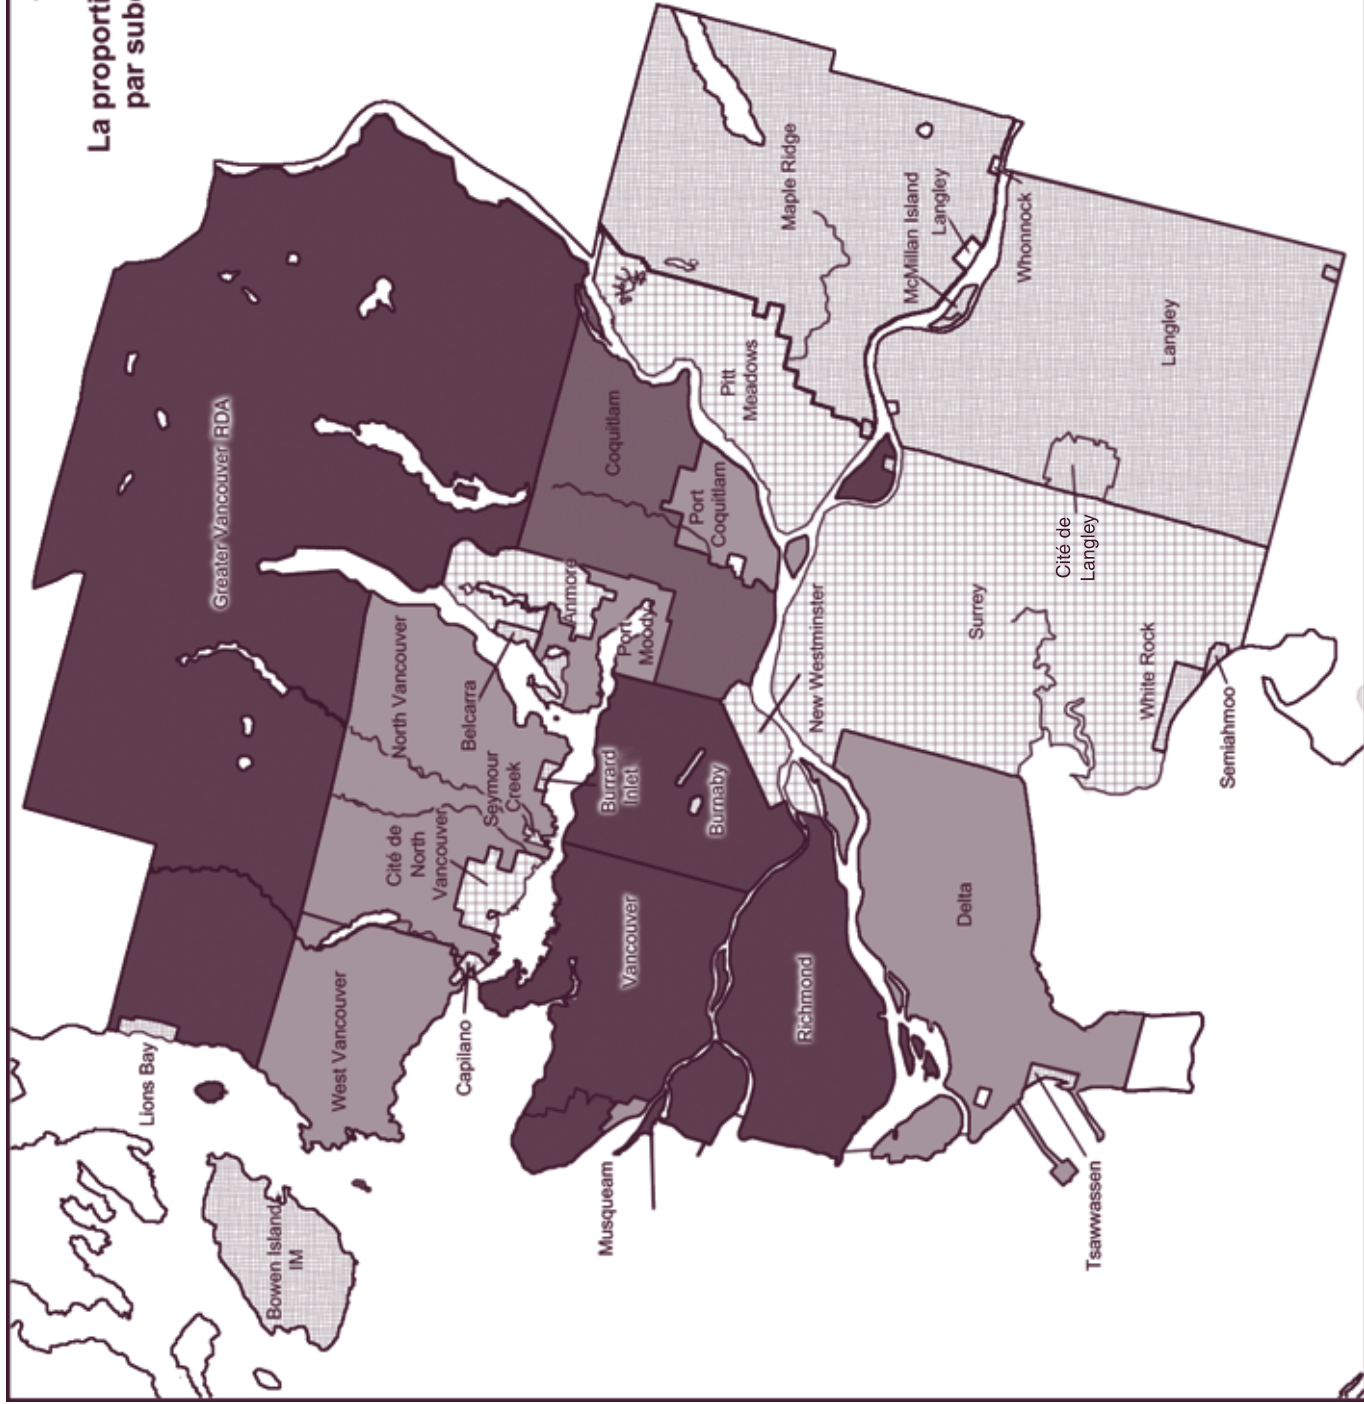 La proporti
par subd
Lions Bay
Bowen Island
IM
Greater Vancouver RDA
West Vancouver
North Vancouver
Capilano
Cité de
North
Vancouver
Seymour
Creek
Belcarra
Anmore
Port
Moody
Burrard
Inlet
Coquitlam
Port
Coquitlam
Pitt
Meadows
Maple Ridge
McMillan Island
Langley
Whonnock
Musqueam
Vancouver
Burnaby
New Westminster
Richmond
Delta
Surrey
Cité de
Langley
Langley
White Rock
Semiahmoo
Tsawwassen